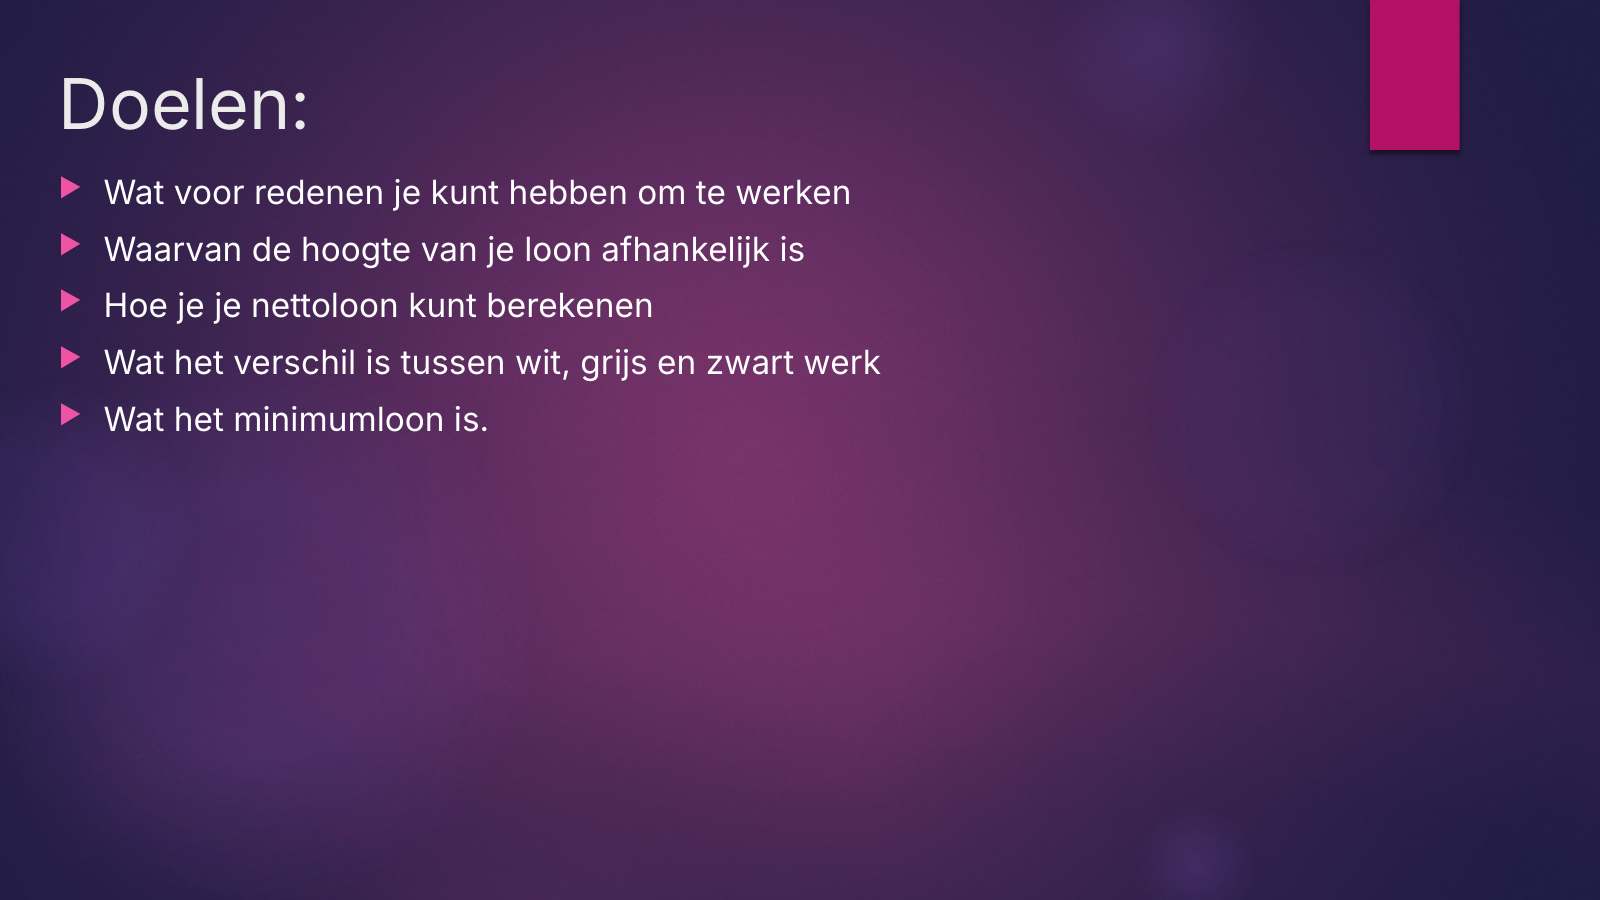 Doelen:
Wat voor redenen je kunt hebben om te werken
Waarvan de hoogte van je loon afhankelijk is
Hoe je je nettoloon kunt berekenen
Wat het verschil is tussen wit, grijs en zwart werk
Wat het minimumloon is.